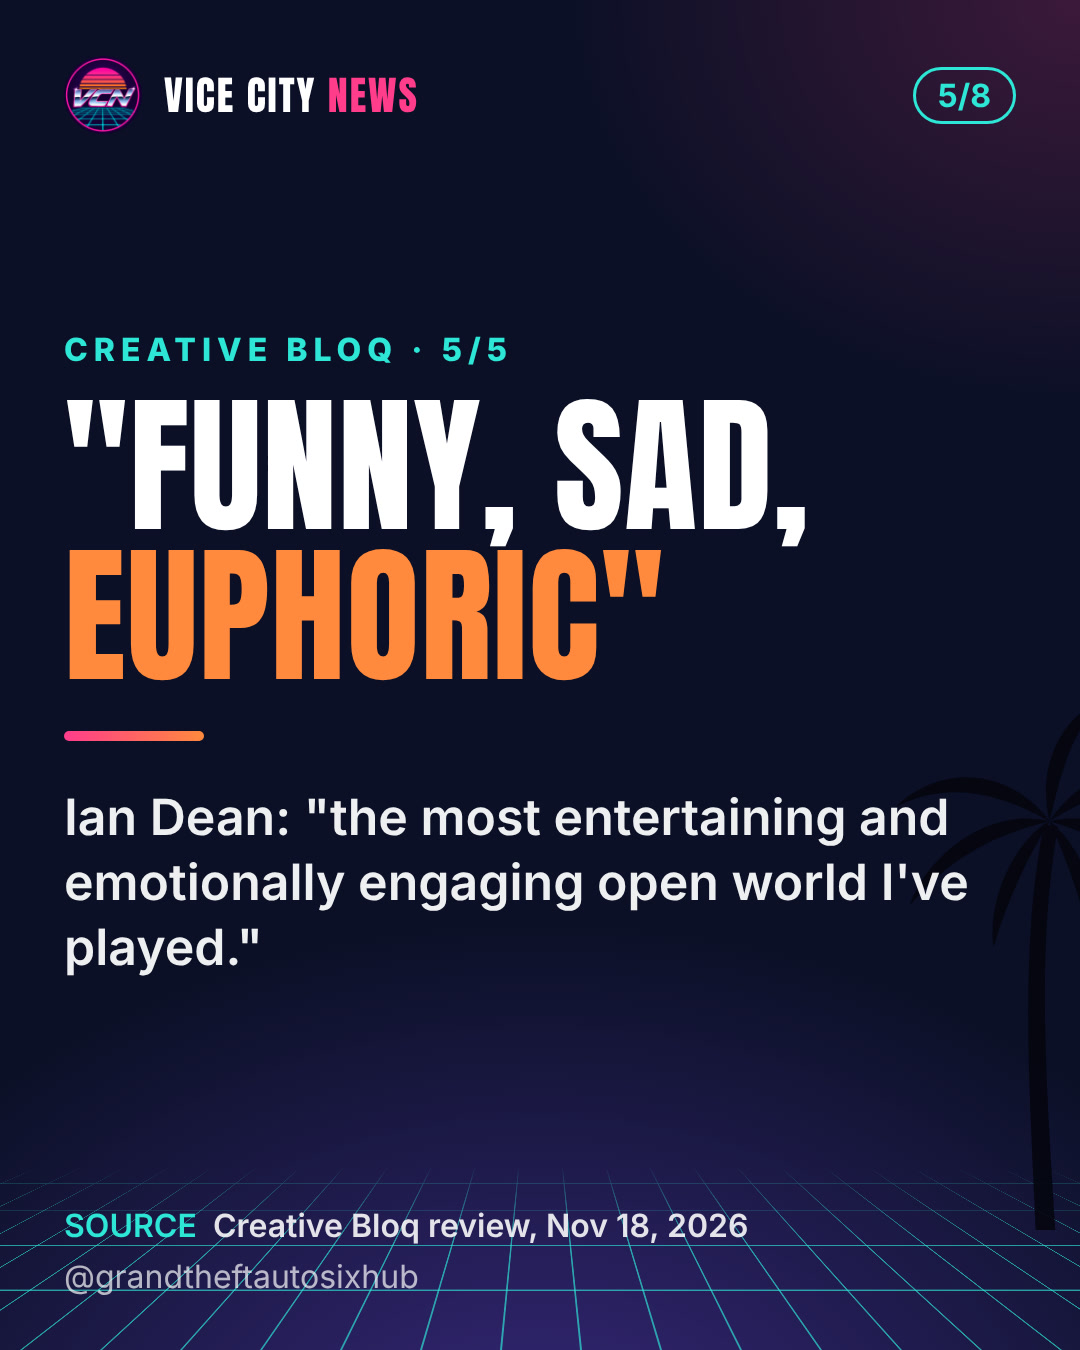 VCN
VICE CITY NEWS
5/8
CREATIVE BLOQ · 5/5
"FUNNY, SAD,
EUPHORIC"
Ian Dean: "the most entertaining and
emotionally engaging open world I've
played."
SOURCE Creative Bloq review, Nov 18, 2026
@grandtheftautosixhub